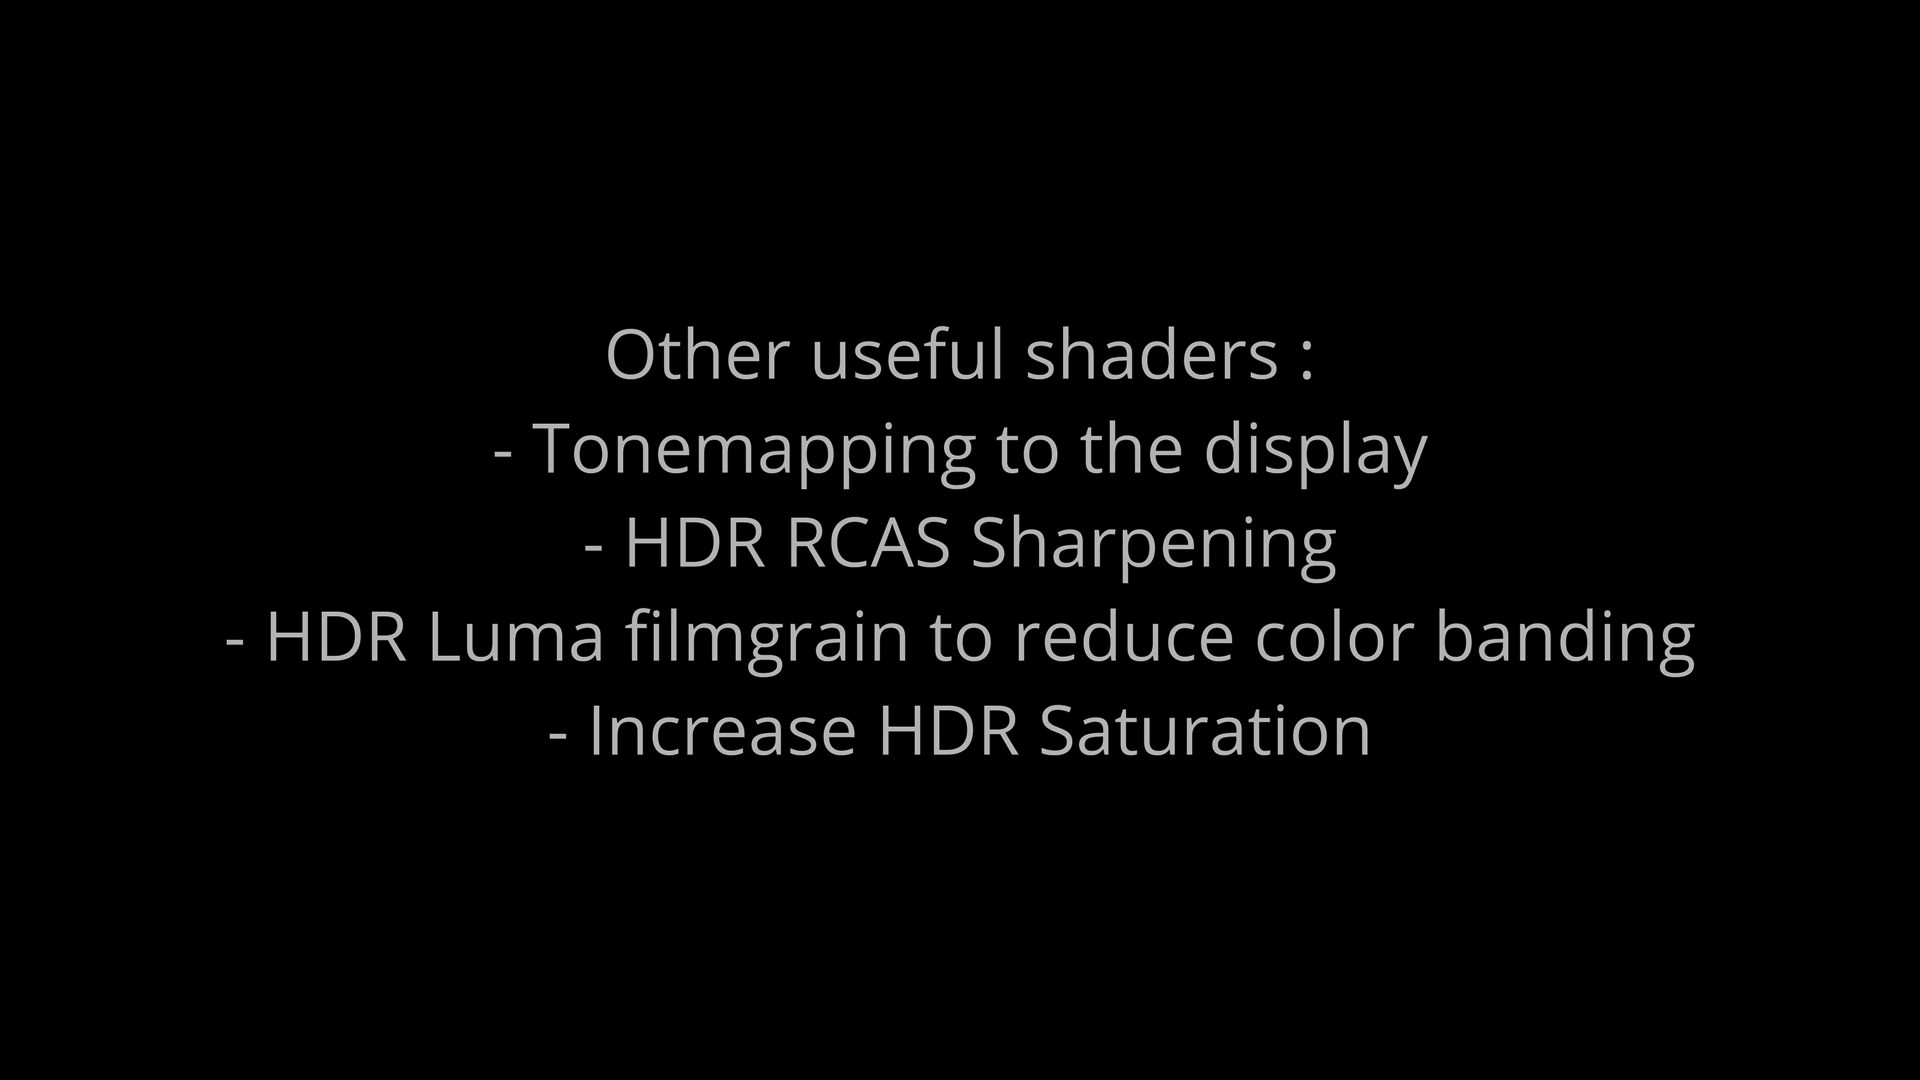 Other useful shaders :
- Tonemapping to the display
- HDR RCAS Sharpening
- HDR Luma filmgrain to reduce color banding
- Increase HDR Saturation